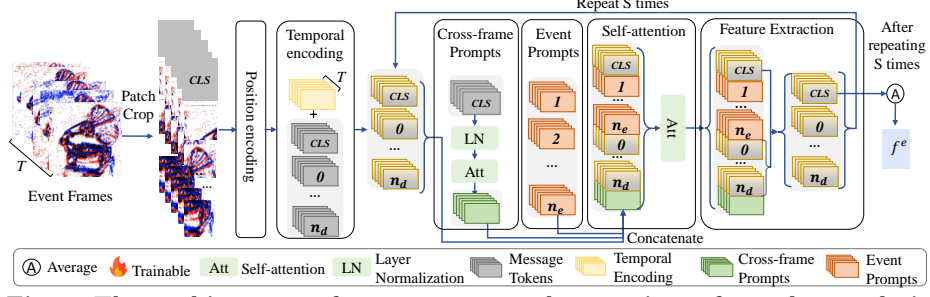 Repeat S times
Temporal encoding
Cross-frame Prompts
Event Prompts
Self-attention
Feature Extraction
After repeating S times
Patch Crop
Position encoding
CLS
T
+
CLS
0
...
n_d
CLS
0
...
n_d
CLS
LN
Att
1
2
...
n_e
CLS
1
...
n_e
0
...
n_d
Att
CLS
1
...
n_e
0
...
n_d
CLS
0
...
n_d
A
f^e
T
Event Frames
...
Concatenate
A Average
Trainable
Att Self-attention
LN Layer Normalization
Message Tokens
Temporal Encoding
Cross-frame Prompts
Event Prompts